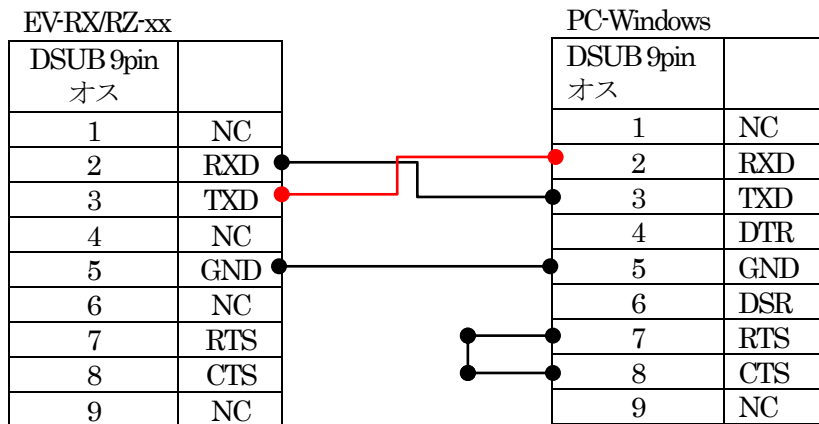 EV-RX/RZ-xx PC-Windows
DSUB 9pin DSUB 9pin
オス オス
1 NC 1 NC
2 RXD 2 RXD
3 TXD 3 TXD
4 NC 4 DTR
5 GND 5 GND
6 NC 6 DSR
7 RTS 7 RTS
8 CTS 8 CTS
9 NC 9 NC